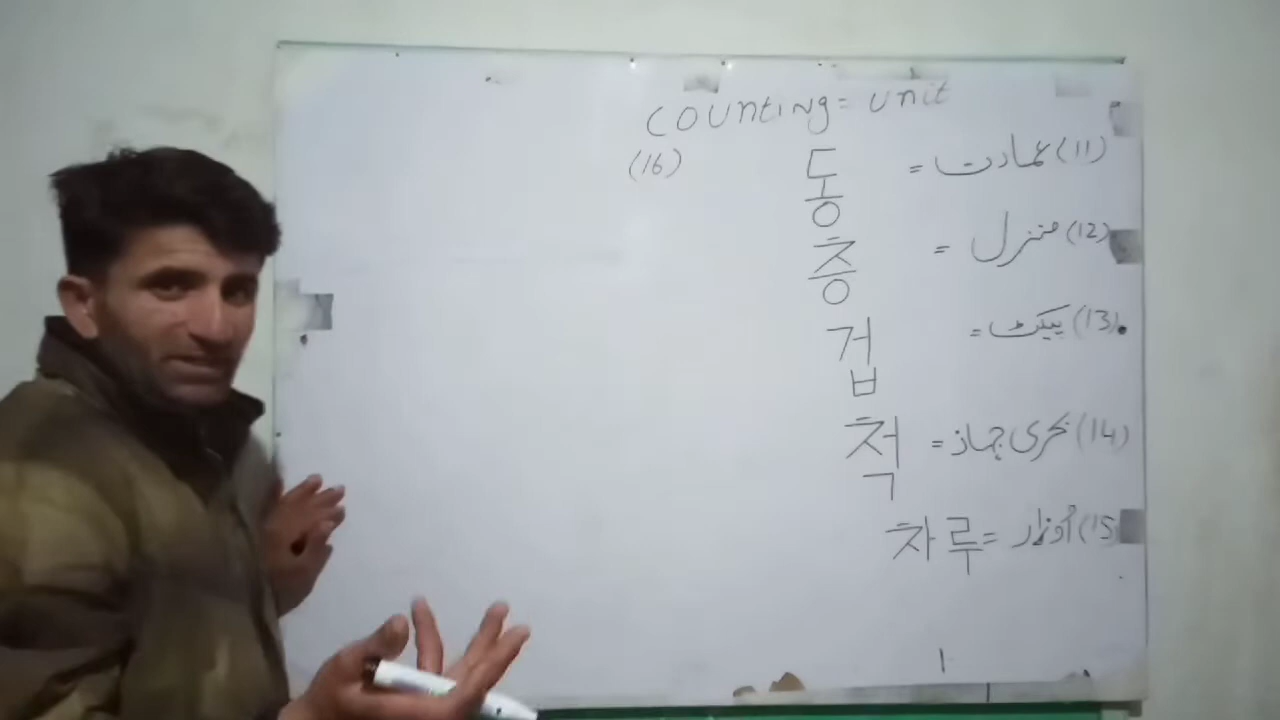 COUNTING = Unit
(11) عمارت = 동
(12) منزل = 층
(13) پیکٹ = 겁
(14) بحری جہاز = 척
(15) اوزار = 차루
(16)